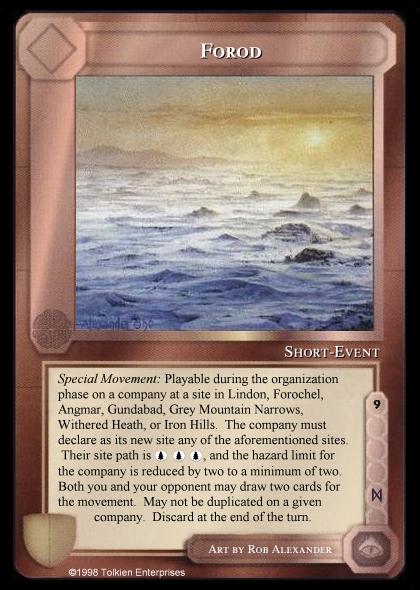 Forod
Alexander
Short-Event
Special Movement: Playable during the organization
phase on a company at a site in Lindon, Forochel,
Angmar, Gundabad, Grey Mountain Narrows,
Withered Heath, or Iron Hills. The company must
declare as its new site any of the aforementioned sites.
Their site path is , and the hazard limit for
the company is reduced by two to a minimum of two.
Both you and your opponent may draw two cards for
the movement. May not be duplicated on a given
company. Discard at the end of the turn.
9
Art by Rob Alexander
©1998 Tolkien Enterprises